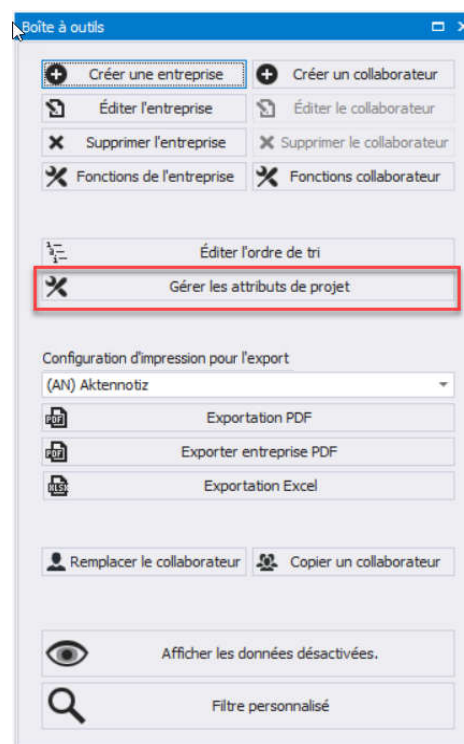 Boîte à outils
Créer une entreprise
Créer un collaborateur
Éditer l'entreprise
Éditer le collaborateur
Supprimer l'entreprise
Supprimer le collaborateur
Fonctions de l'entreprise
Fonctions collaborateur
Éditer l'ordre de tri
Gérer les attributs de projet
Configuration d'impression pour l'export
(AN) Aktennotiz
PDF Exportation PDF
PDF Exporter entreprise PDF
XLSX Exportation Excel
Remplacer le collaborateur
Copier un collaborateur
Afficher les données désactivées.
Filtre personnalisé